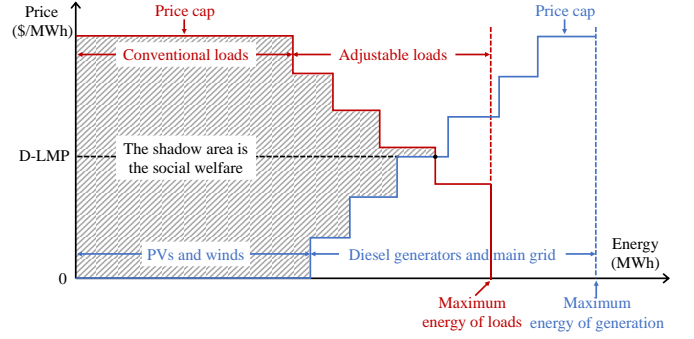 Price
($/MWh)
Price cap
Price cap
Conventional loads
Adjustable loads
D-LMP
The shadow area is
the social welfare
PVs and winds
Diesel generators and main grid
Energy
(MWh)
0
Maximum
energy of loads
Maximum
energy of generation